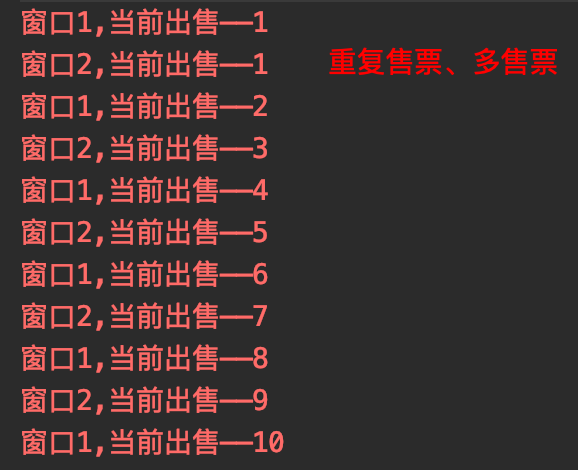 窗口1,当前出售——1
窗口2,当前出售——1 重复售票、多售票
窗口1,当前出售——2
窗口2,当前出售——3
窗口1,当前出售——4
窗口2,当前出售——5
窗口1,当前出售——6
窗口2,当前出售——7
窗口1,当前出售——8
窗口2,当前出售——9
窗口1,当前出售——10